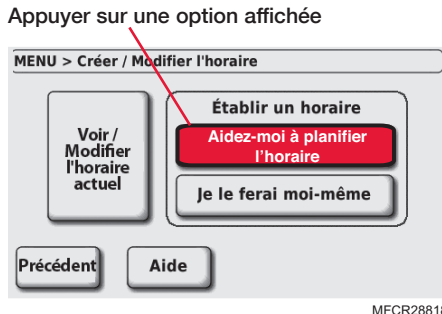 Appuyer sur une option affichée
MENU > Créer / Modifier l'horaire
Voir /
Modifier
l'horaire
actuel
Établir un horaire
Aidez-moi à planifier
l'horaire
Je le ferai moi-même
Précédent
Aide
MFCR28818